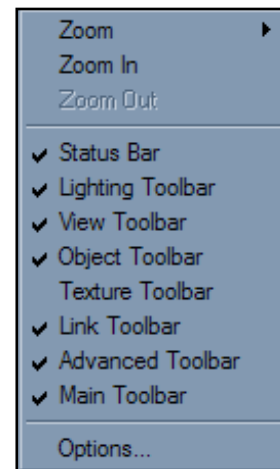 Zoom
Zoom In
Zoom Out
Status Bar
Lighting Toolbar
View Toolbar
Object Toolbar
Texture Toolbar
Link Toolbar
Advanced Toolbar
Main Toolbar
Options...